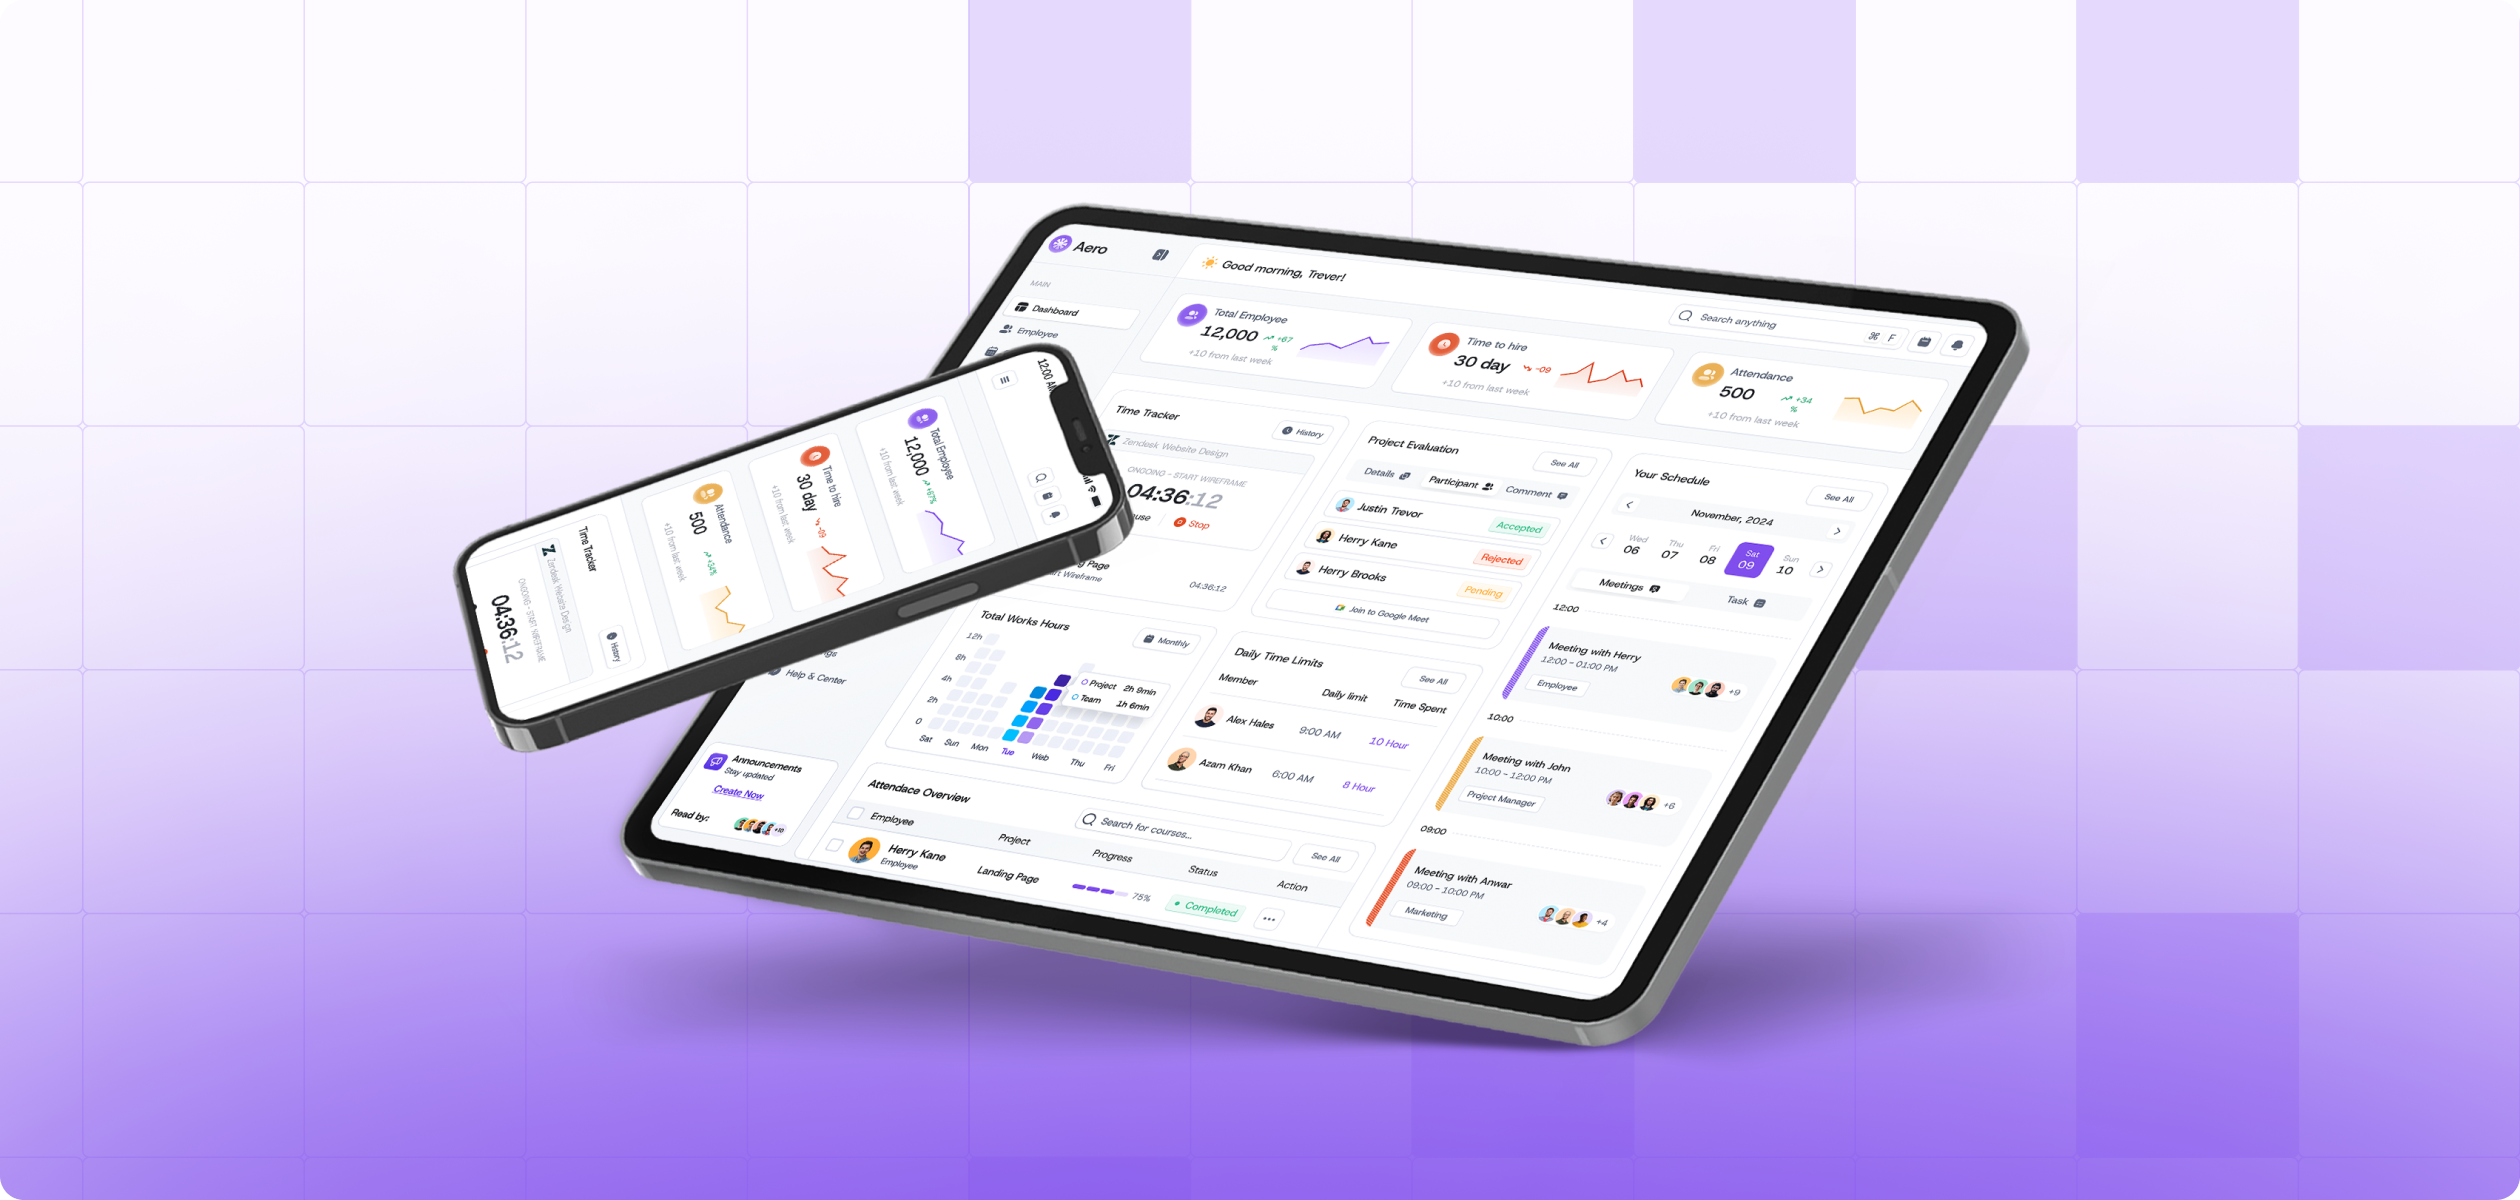 Aero
Good morning, Trever!
Search anything
⌘ F
MAIN
Dashboard
Employee
Total Employee
12,000 +67 %
+10 from last week
Time to hire
30 day -09
+10 from last week
Attendance
500 +34 %
+10 from last week
Time Tracker
History
Zendesk Website Design
ONGOING – START WIREFRAME
04:36:12
Stop
04:36:12
Project Evaluation
See All
Details
Participant
Comment
Justin Trevor
Accepted
Herry Kane
Rejected
Herry Brooks
Pending
Join to Google Meet
Your Schedule
See All
November, 2024
Wed Thu Fri Sat Sun
06 07 08 09 10
Meetings
Task
12:00
Meeting with Herry
12:00 – 01:00 PM
Employee
+9
10:00
Meeting with John
10:00 – 12:00 PM
Project Manager
+6
09:00
Meeting with Anwar
09:00 – 10:00 PM
Marketing
+4
Total Works Hours
Monthly
12h
8h
4h
2h
0
Sat Sun Mon Tue Web Thu Fri
Project 2h 9min
Team 1h 6min
Daily Time Limits
See All
Member Daily limit Time Spent
Alex Hales 9:00 AM 10 Hour
Azam Khan 6:00 AM 8 Hour
Help & Center
Announcements
Stay updated
Create Now
Read by:
+10
Attendace Overview
Search for courses...
See All
Employee Project Progress Status Action
Herry Kane
Employee
Landing Page
75%
Completed
12:00
Total Employee
12,000 +67%
+10 from last week
Time to hire
30 day -09
+10 from last week
Attendance
500 +34%
+10 from last week
Time Tracker
History
Zendesk Website Design
ONGOING – START WIREFRAME
04:36:12